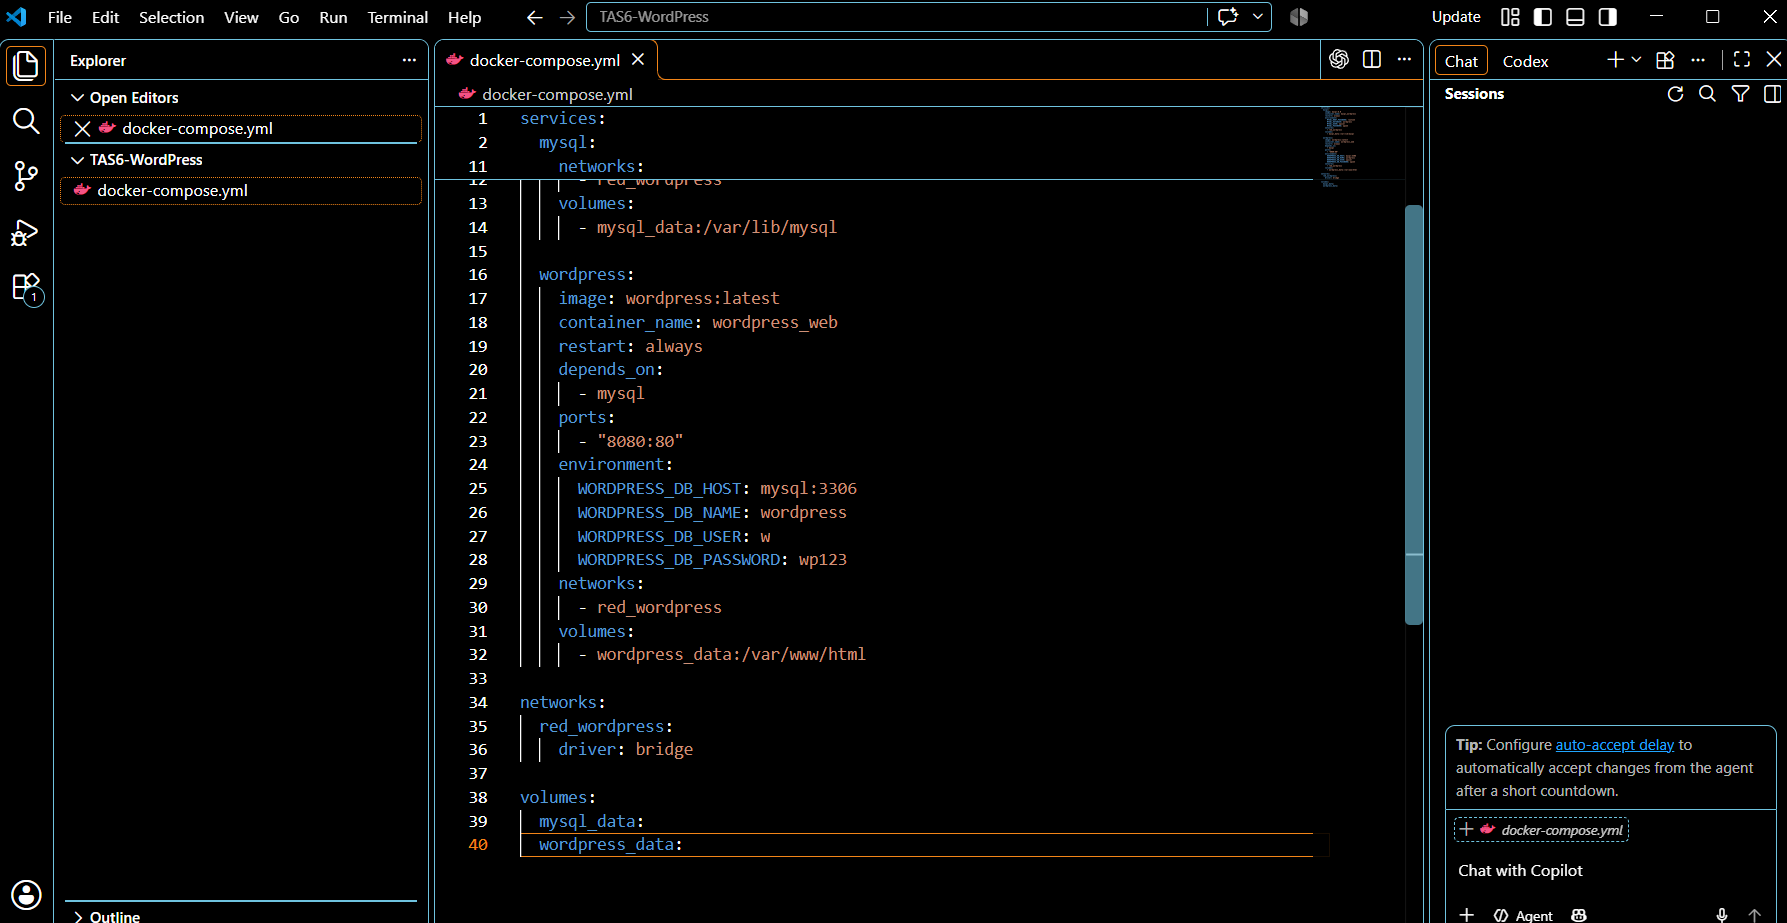 File Edit Selection View Go Run Terminal Help
TAS6-WordPress
Update
Explorer
Open Editors
docker-compose.yml
TAS6-WordPress
docker-compose.yml
1
Outline
docker-compose.yml
docker-compose.yml
1 services:
2 mysql:
11 networks:
12 - red_wordpress
13 volumes:
14 - mysql_data:/var/lib/mysql
15
16 wordpress:
17 image: wordpress:latest
18 container_name: wordpress_web
19 restart: always
20 depends_on:
21 - mysql
22 ports:
23 - "8080:80"
24 environment:
25 WORDPRESS_DB_HOST: mysql:3306
26 WORDPRESS_DB_NAME: wordpress
27 WORDPRESS_DB_USER: w
28 WORDPRESS_DB_PASSWORD: wp123
29 networks:
30 - red_wordpress
31 volumes:
32 - wordpress_data:/var/www/html
33
34 networks:
35 red_wordpress:
36 driver: bridge
37
38 volumes:
39 mysql_data:
40 wordpress_data:
Chat Codex
Sessions
Tip: Configure auto-accept delay to
automatically accept changes from the agent
after a short countdown.
docker-compose.yml
Chat with Copilot
Agent